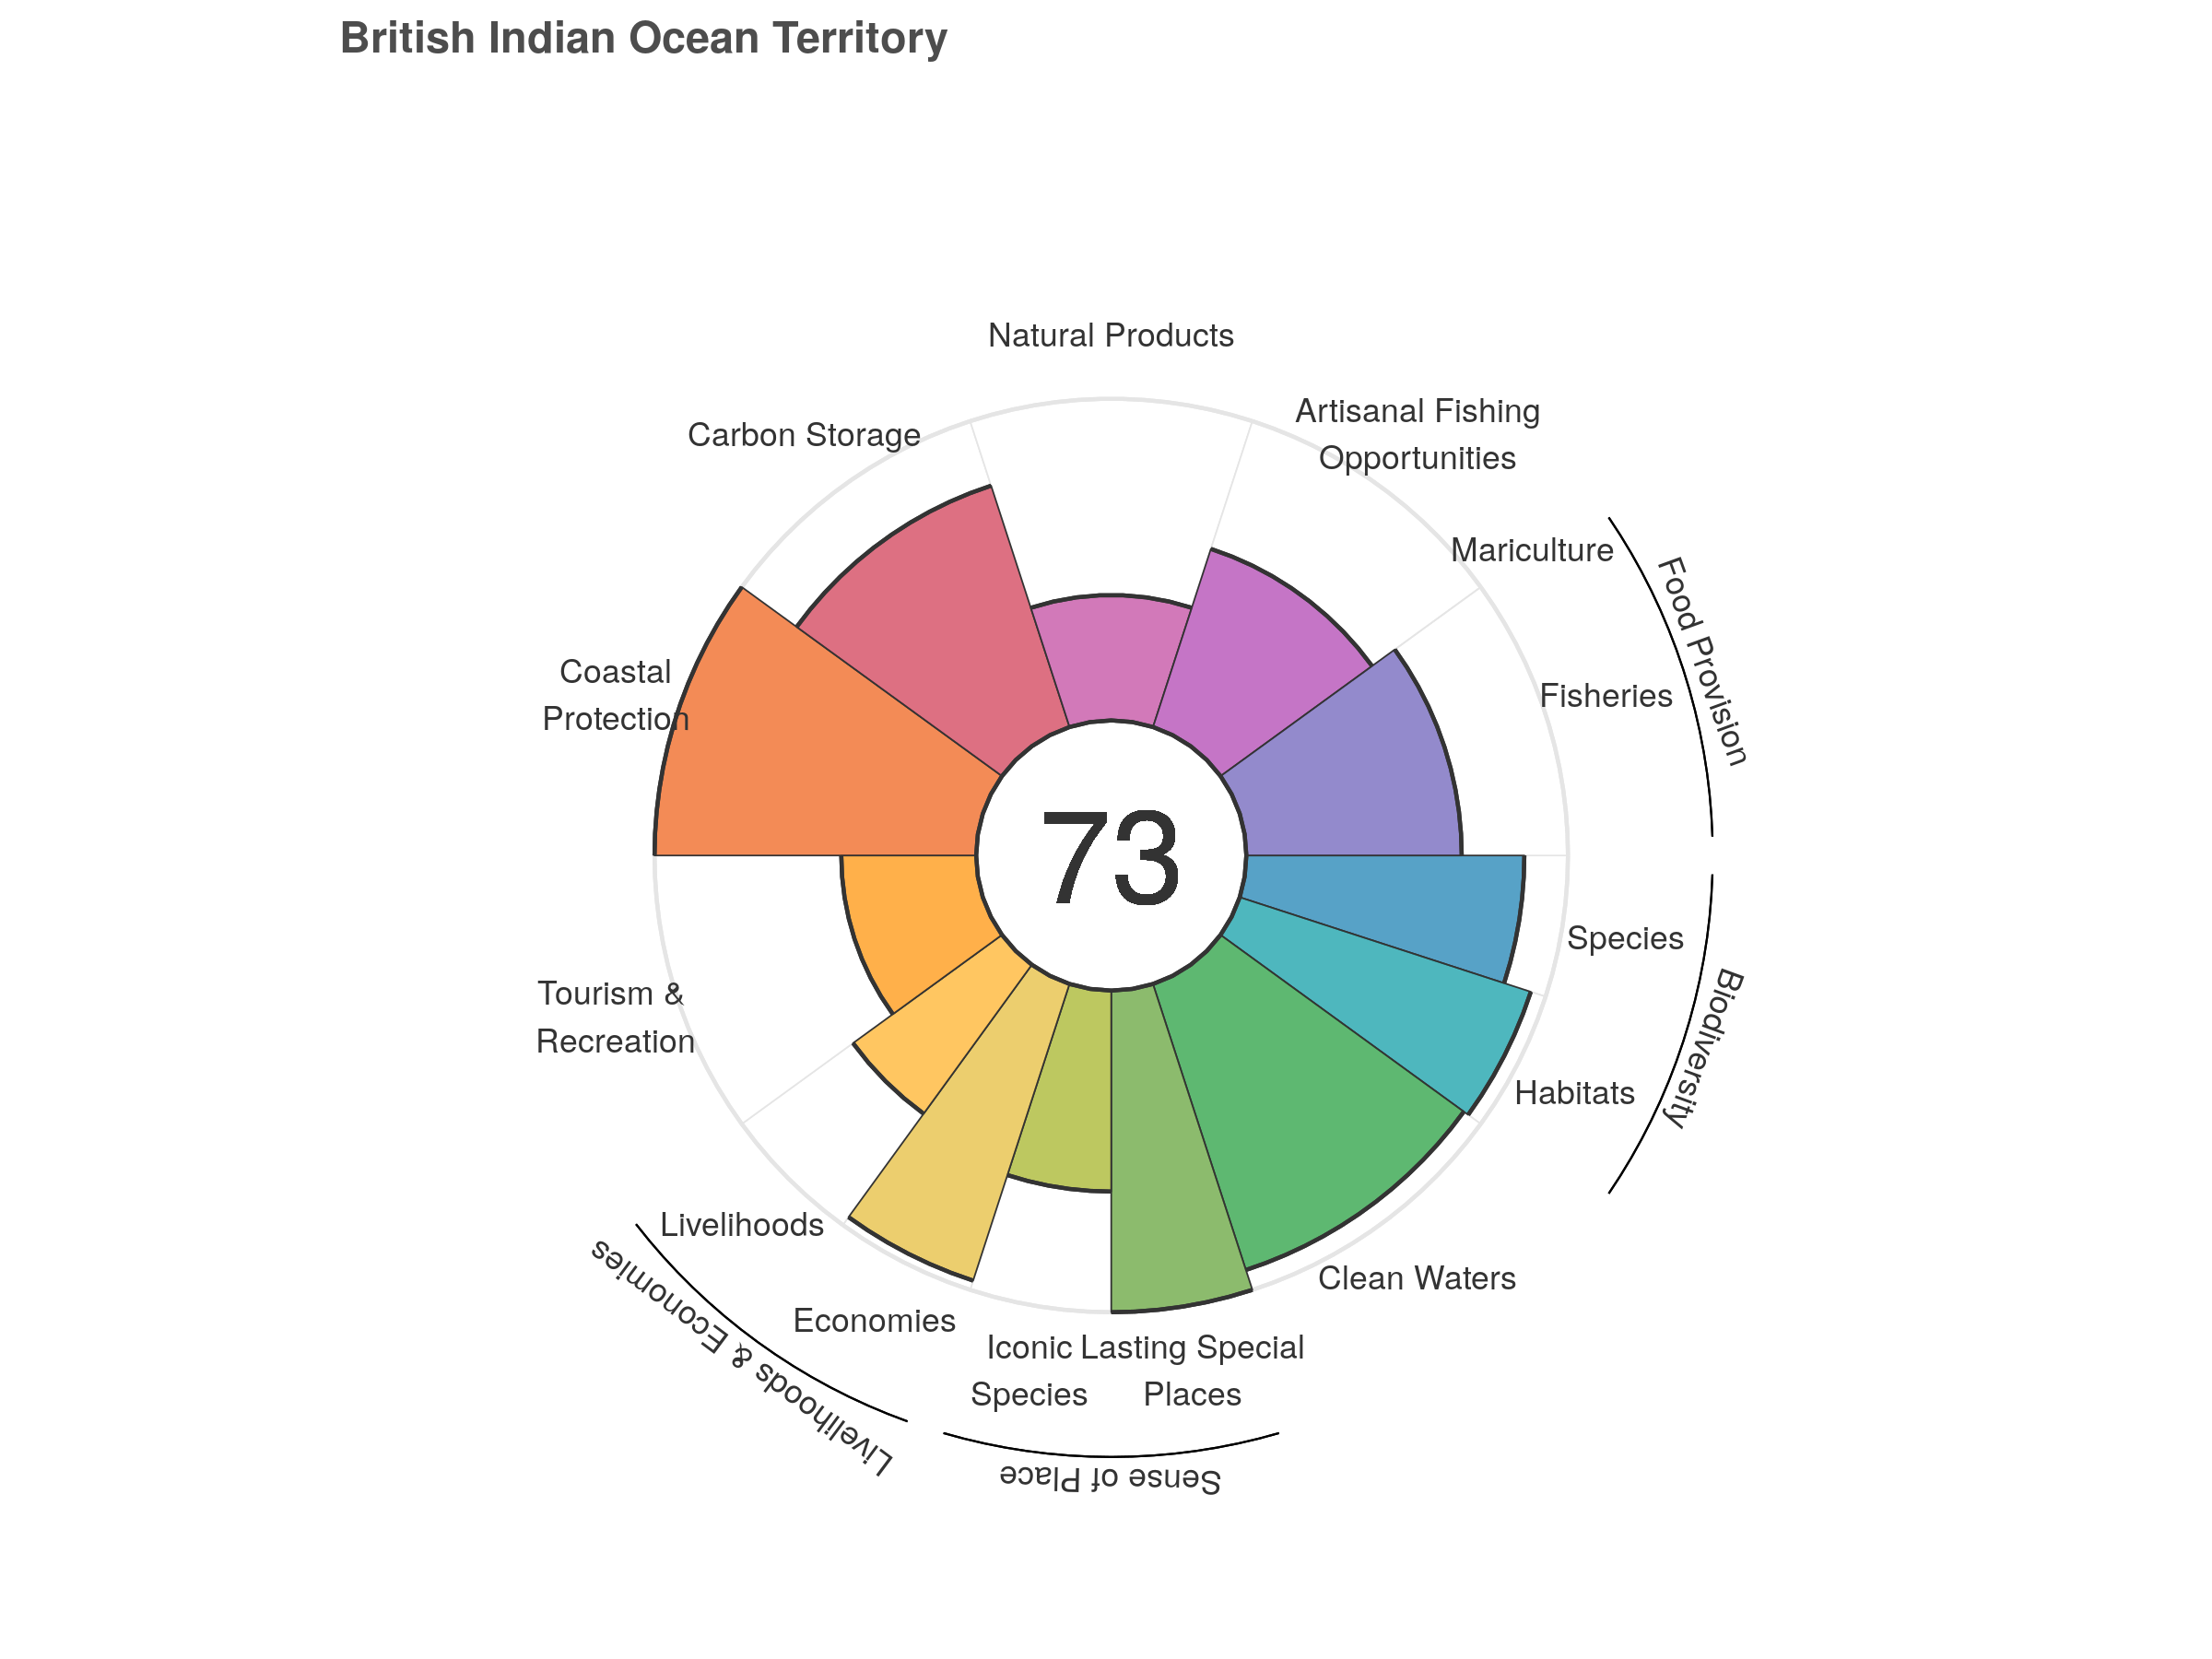 British Indian Ocean Territory
Natural Products
Artisanal Fishing
Opportunities
Carbon Storage
Mariculture
Food Provision
Fisheries
Coastal
Protection
73
Species
Biodiversity
Tourism &
Recreation
Habitats
Livelihoods
Livelihoods & Economies
Clean Waters
Economies
Iconic
Species
Lasting Special
Places
Sense of Place